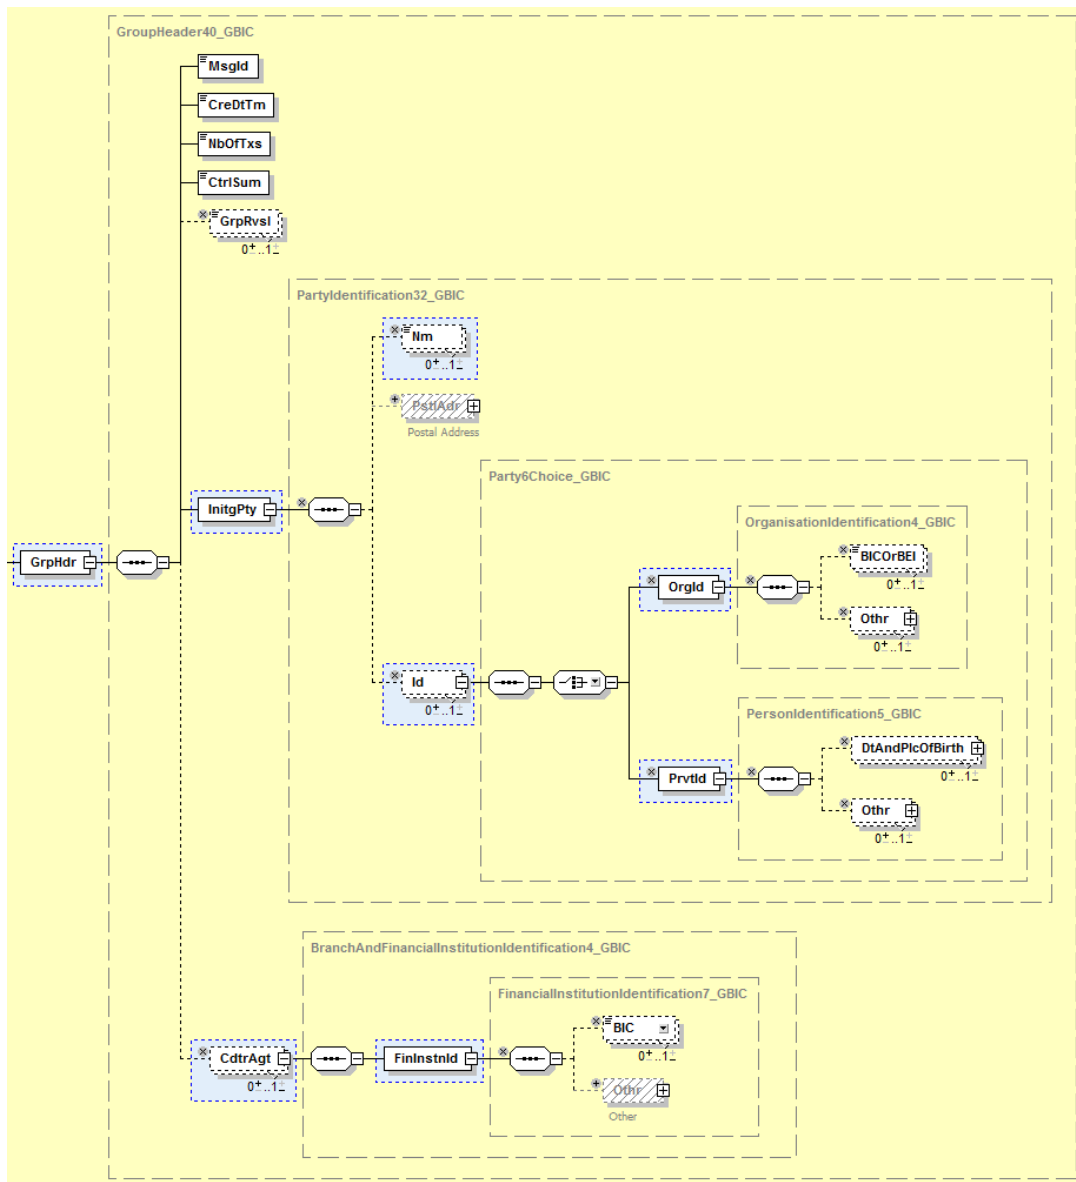 GroupHeader40_GBIC
MsgId
CreDtTm
NbOfTxs
CtrlSum
GrpRvsl
0..1
PartyIdentification32_GBIC
Nm
0..1
PstlAdr
Postal Address
Party6Choice_GBIC
InitgPty
OrganisationIdentification4_GBIC
BICOrBEI
0..1
GrpHdr
OrgId
Othr
0..1
Id
0..1
PersonIdentification5_GBIC
DtAndPlcOfBirth
0..1
PrvtId
Othr
0..1
BranchAndFinancialInstitutionIdentification4_GBIC
FinancialInstitutionIdentification7_GBIC
BIC
0..1
CdtrAgt
0..1
FinInstnId
Othr
Other